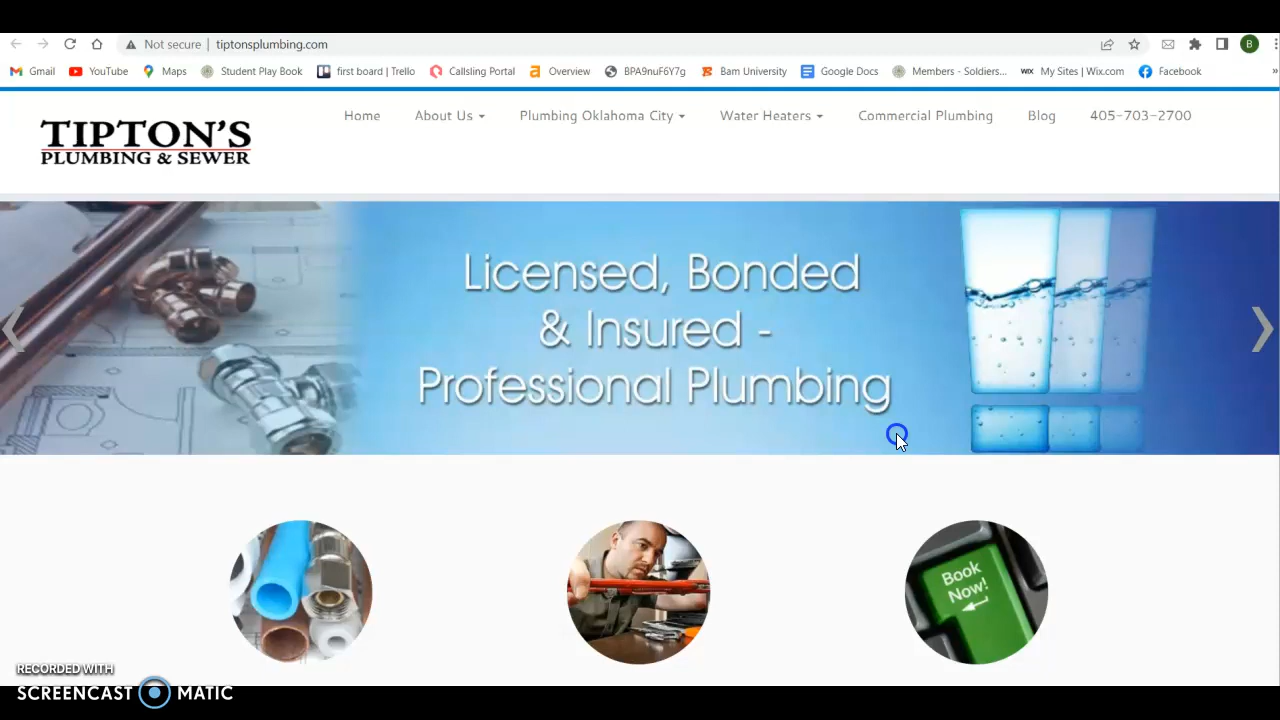 Not secure | tiptonsplumbing.com
B
Gmail YouTube Maps Student Play Book first board | Trello Callsling Portal Overview BPA9nuF6Y7g Bam University Google Docs Members - Soldiers... WIX My Sites | Wix.com Facebook »
TIPTON'S
PLUMBING & SEWER
Home About Us Plumbing Oklahoma City Water Heaters Commercial Plumbing Blog 405-703-2700
Licensed, Bonded
& Insured -
Professional Plumbing
Book
Now!
RECORDED WITH
SCREENCAST MATIC